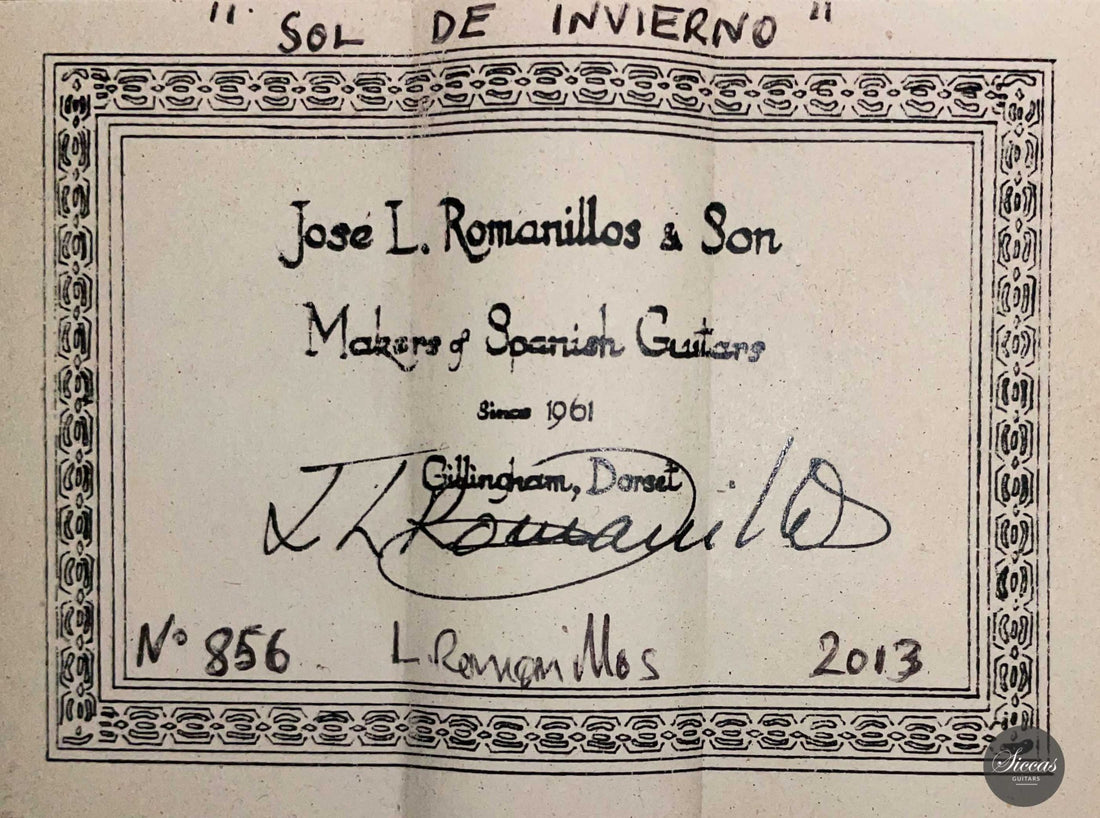 "SOL DE INVIERNO"
José L. Romanillos & Son
Makers of Spanish Guitars
Since 1961
Gillingham, Dorset
J L Romanillos
Nº 856 L. Romanillos 2013
Siccas
GUITARS